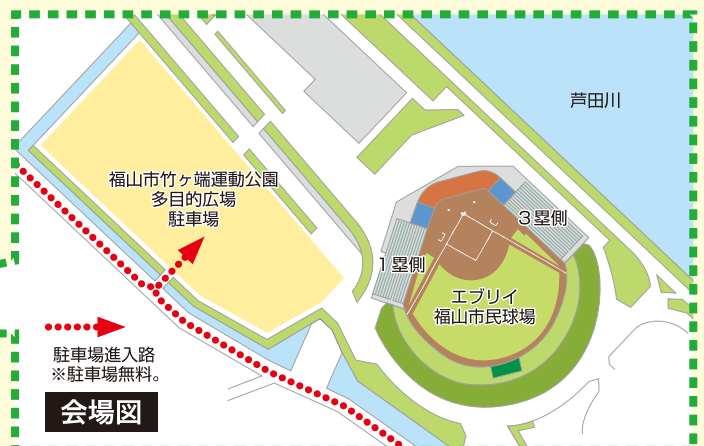 芦田川
福山市竹ヶ端運動公園
多目的広場
駐車場
3塁側
1塁側
エブリイ
福山市民球場
駐車場進入路
※駐車場無料。
会場図